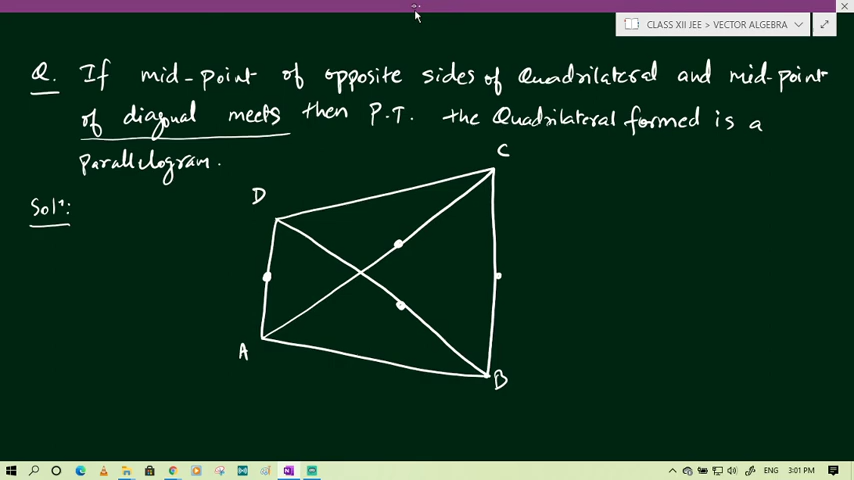 CLASS XII JEE > VECTOR ALGEBRA
Q. If mid-point of opposite sides of Quadrilateral and mid-point
of diagonal meets then P.T. the Quadrilateral formed is a
parallelogram.
Solⁿ:
C
D
A
B
ENG 3:01 PM